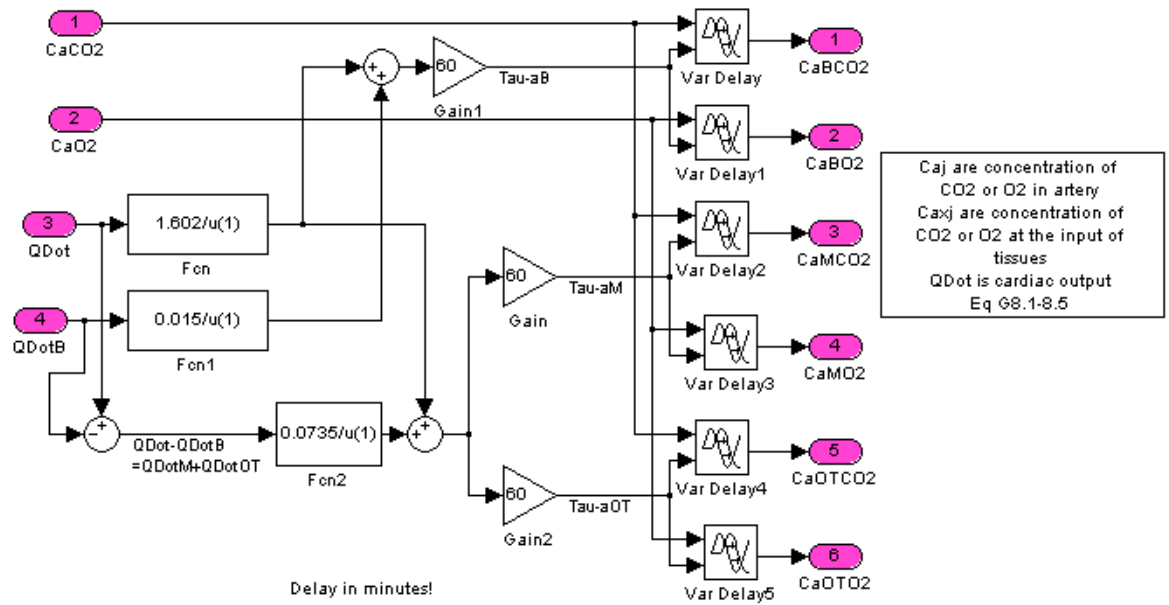 1
CaCO2
2
CaO2
3
QDot
4
QDotB
1.602/u(1)
Fcn
0.015/u(1)
Fcn1
QDot-QDotB
=QDotM+QDotOT
0.0735/u(1)
Fcn2
60
Gain1
Tau-aB
60
Gain
Tau-aM
60
Gain2
Tau-aOT
Var Delay
Var Delay1
Var Delay2
Var Delay3
Var Delay4
Var Delay5
1
CaBCO2
2
CaBO2
3
CaMCO2
4
CaMO2
5
CaOTCO2
6
CaOTO2
Caj are concentration of
CO2 or O2 in artery
Caxj are concentration of
CO2 or O2 at the input of
tissues
QDot is cardiac output
Eq G8.1-8.5
Delay in minutes!